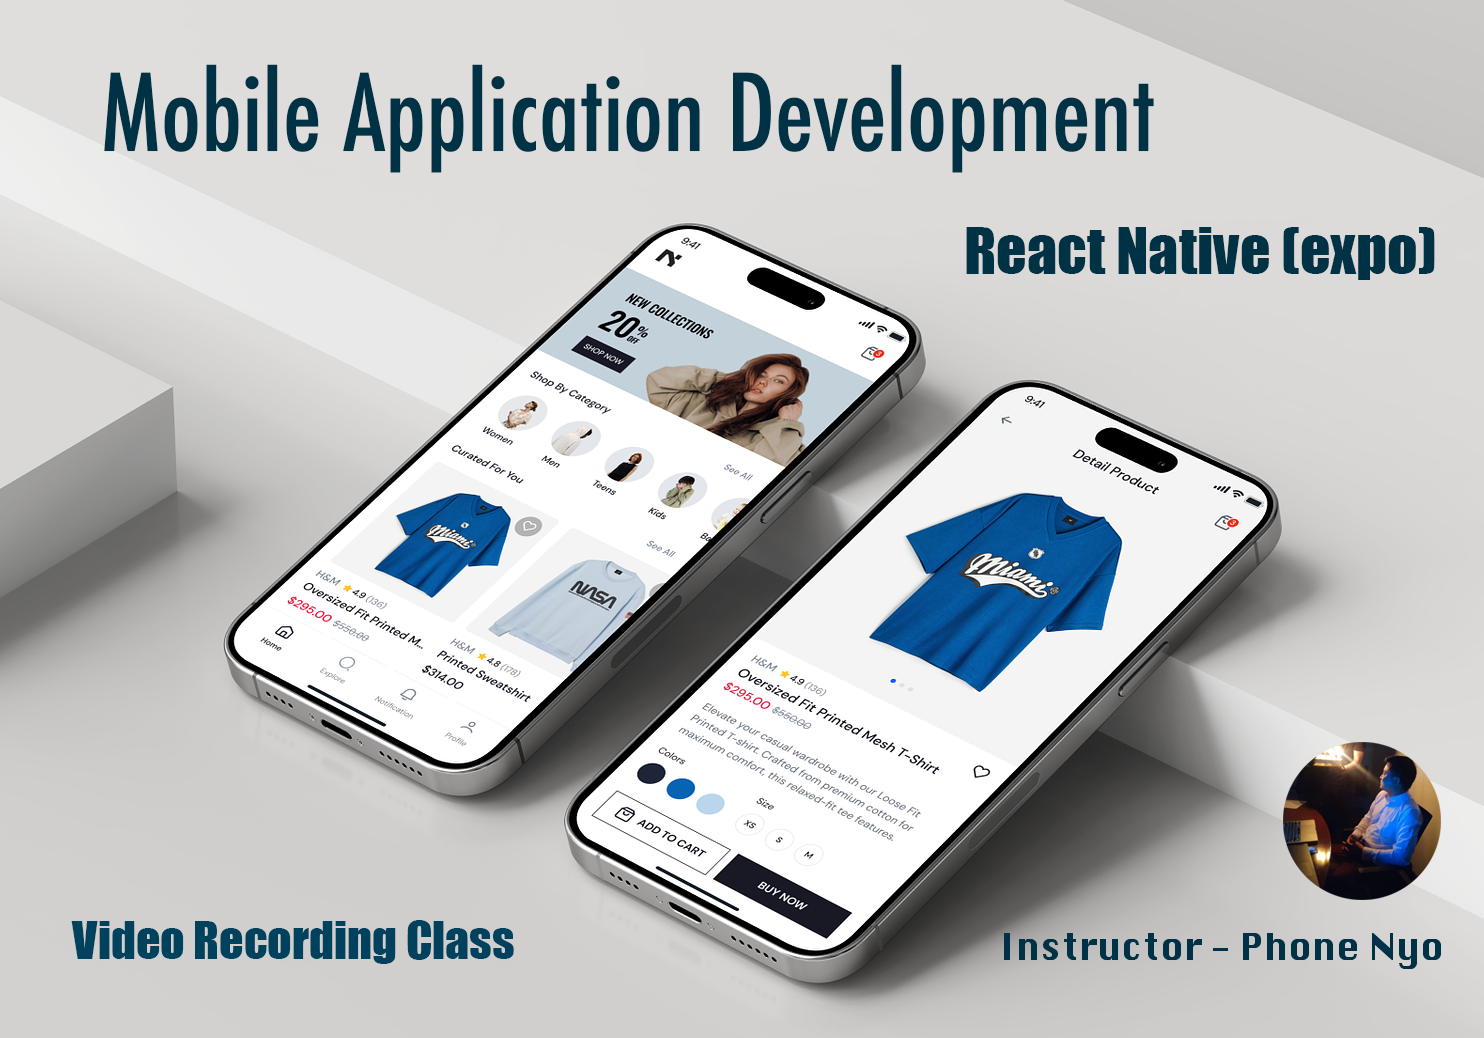 Mobile Application Development
React Native (expo)
9:41
NEW COLLECTIONS
20% OFF
SHOP NOW
3
Shop By Category
See All
Women
Men
Teens
Kids
Curated For You
See All
Miami
NASA
H&M
4.9 (136)
Oversized Fit Printed M...
$295.00 $550.00
H&M
4.8 (178)
Printed Sweatshirt
$314.00
Home
Explore
Notification
Profile
9:41
Detail Product
3
Miami
H&M
4.9 (136)
Oversized Fit Printed Mesh T-Shirt
$295.00 $550.00
Elevate your casual wardrobe with our Loose Fit
Printed T-shirt. Crafted from premium cotton for
maximum comfort, this relaxed-fit tee features.
Colors
Size
XS
S
M
ADD TO CART
BUY NOW
Video Recording Class
Instructor - Phone Nyo